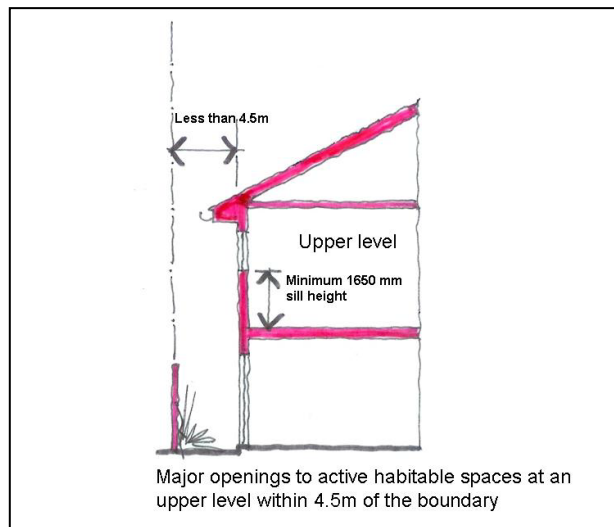 Less than 4.5m
Upper level
Minimum 1650 mm
sill height
Major openings to active habitable spaces at an
upper level within 4.5m of the boundary